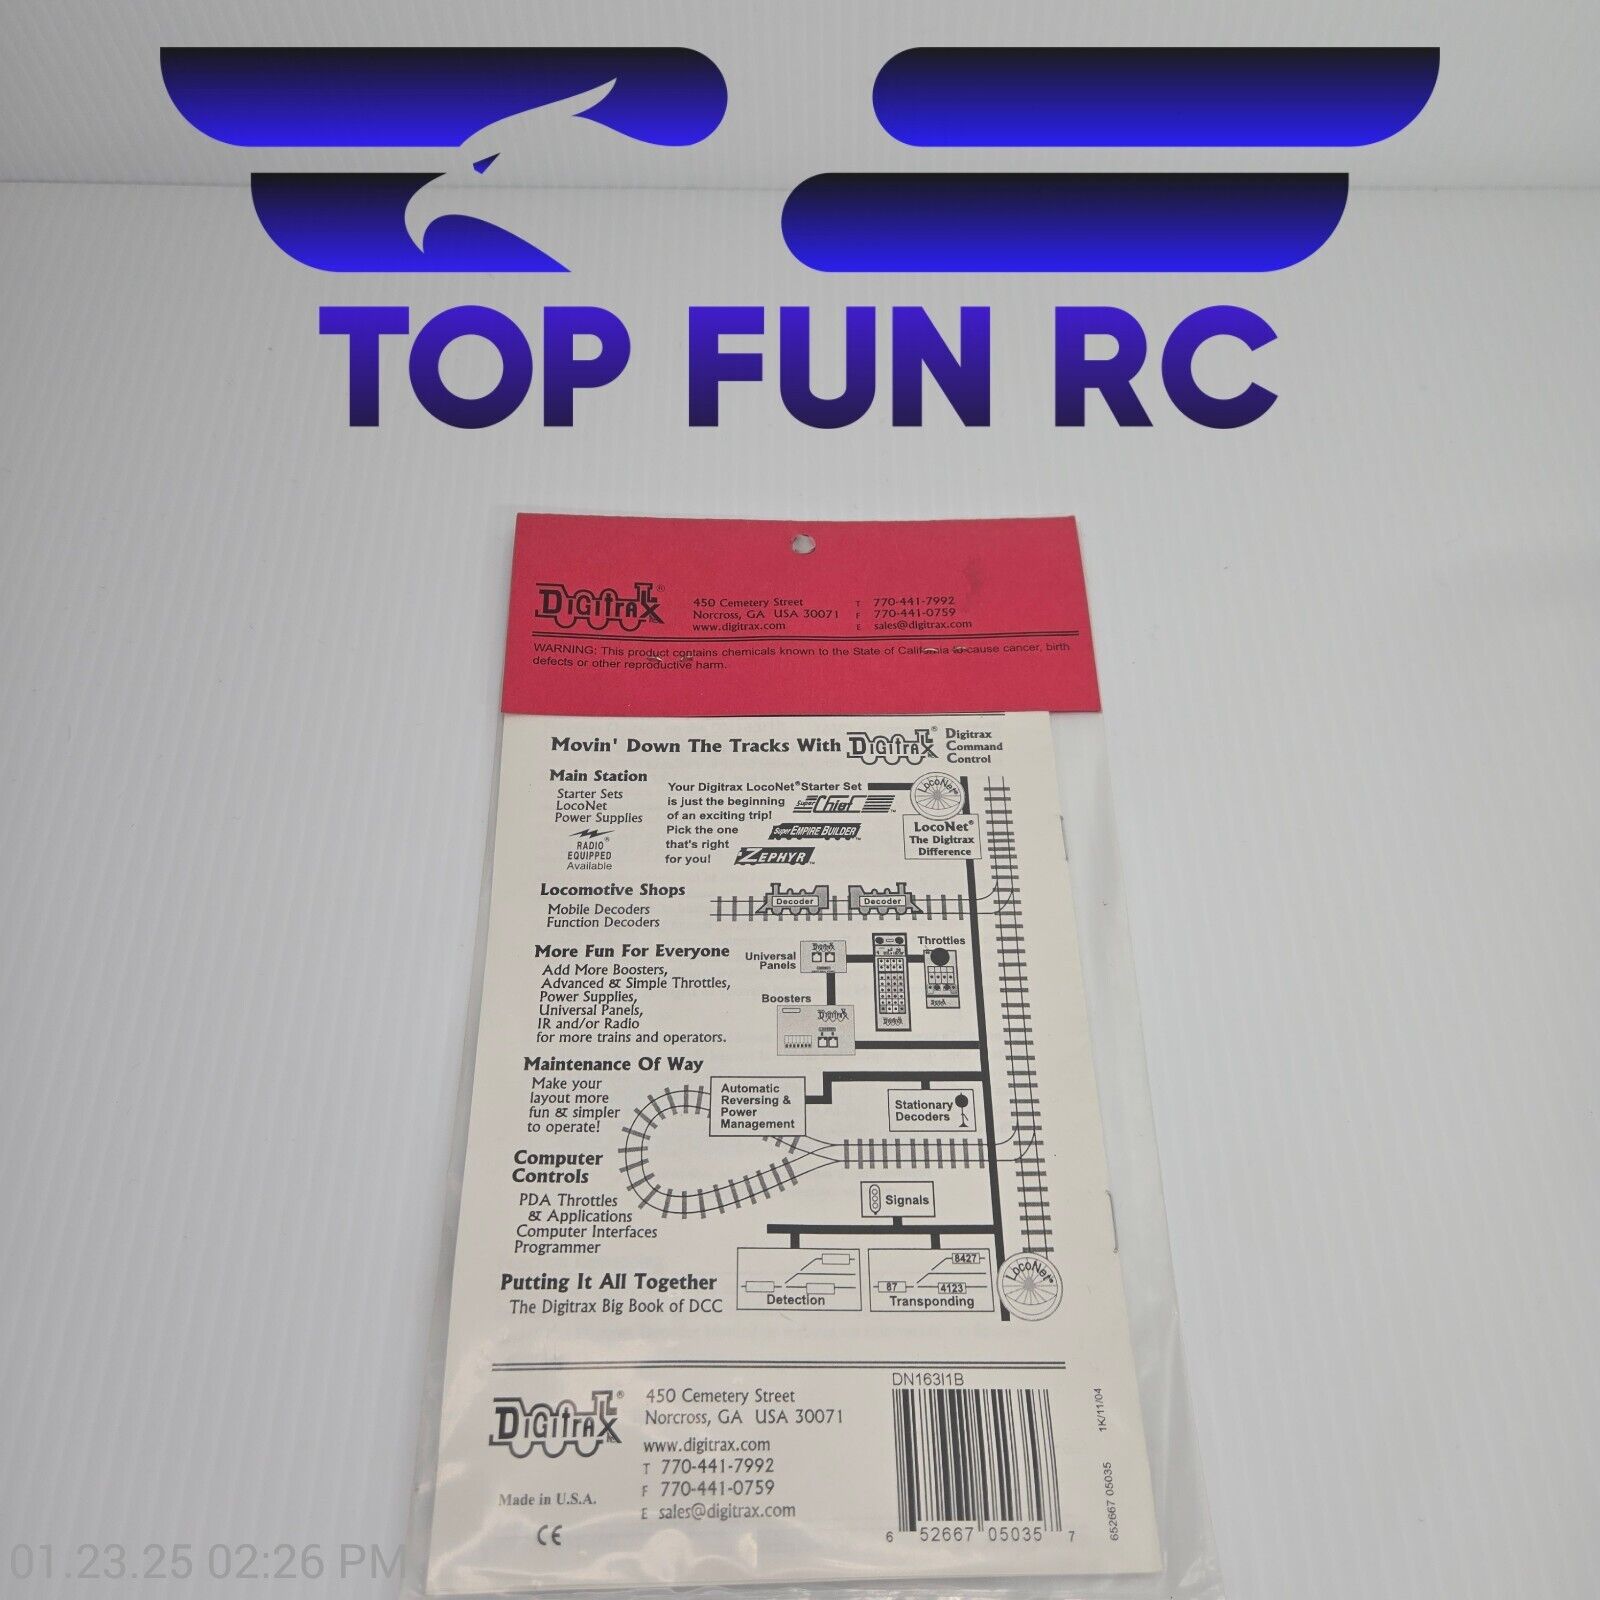 TOP FUN RC
DIGITRAX ®
450 Cemetery Street T 770-441-7992
Norcross, GA USA 30071 F 770-441-0759
www.digitrax.com E sales@digitrax.com
WARNING: This product contains chemicals known to the State of California to cause cancer, birth
defects or other reproductive harm.
Movin' Down The Tracks With DIGITRAX ®
Digitrax
Command
Control
Main Station
Starter Sets
LocoNet
Power Supplies
RADIO®
EQUIPPED
Available
Your Digitrax LocoNet® Starter Set
is just the beginning
of an exciting trip!
Pick the one
that's right
for you!
Super Chief ™
Super EMPIRE BUILDER ™
ZEPHYR ™
LocoNet
LocoNet®
The Digitrax
Difference
Locomotive Shops
Mobile Decoders
Function Decoders
Decoder
Decoder
More Fun For Everyone
Add More Boosters,
Advanced & Simple Throttles,
Power Supplies,
Universal Panels,
IR and/or Radio
for more trains and operators.
Universal
Panels
Throttles
Boosters
Maintenance Of Way
Make your
layout more
fun & simpler
to operate!
Automatic
Reversing &
Power
Management
Stationary
Decoders
Computer
Controls
PDA Throttles
& Applications
Computer Interfaces
Programmer
Signals
Putting It All Together
The Digitrax Big Book of DCC
Detection
8427
87
4123
Transponding
LocoNet
DIGITRAX ®
450 Cemetery Street
Norcross, GA USA 30071
www.digitrax.com
T 770-441-7992
F 770-441-0759
E sales@digitrax.com
Made in U.S.A.
CE
DN163I1B
6 52667 05035 7
652667 05035 1K/11/04
01.23.25 02:26 PM